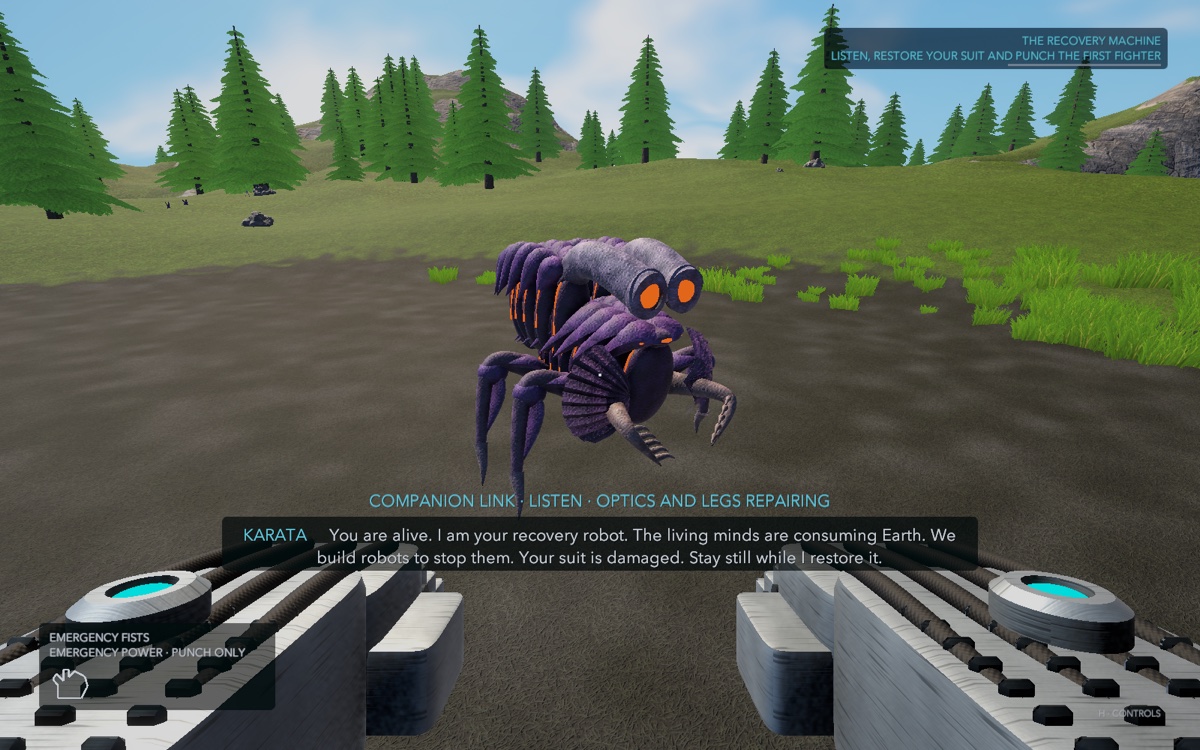 THE RECOVERY MACHINE
LISTEN, RESTORE YOUR SUIT AND PUNCH THE FIRST FIGHTER
COMPANION LINK · LISTEN · OPTICS AND LEGS REPAIRING
KARATA You are alive. I am your recovery robot. The living minds are consuming Earth. We
build robots to stop them. Your suit is damaged. Stay still while I restore it.
EMERGENCY FISTS
EMERGENCY POWER · PUNCH ONLY
H · CONTROLS